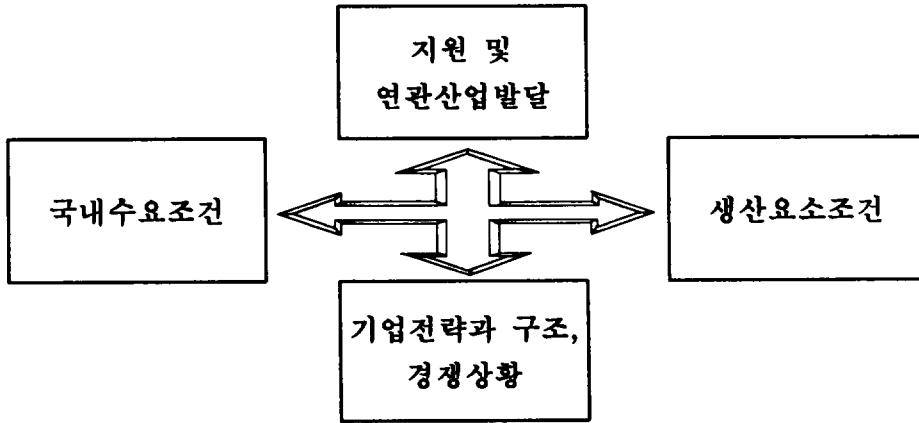 지원 및
연관산업발달
국내수요조건
생산요소조건
기업전략과 구조,
경쟁상황